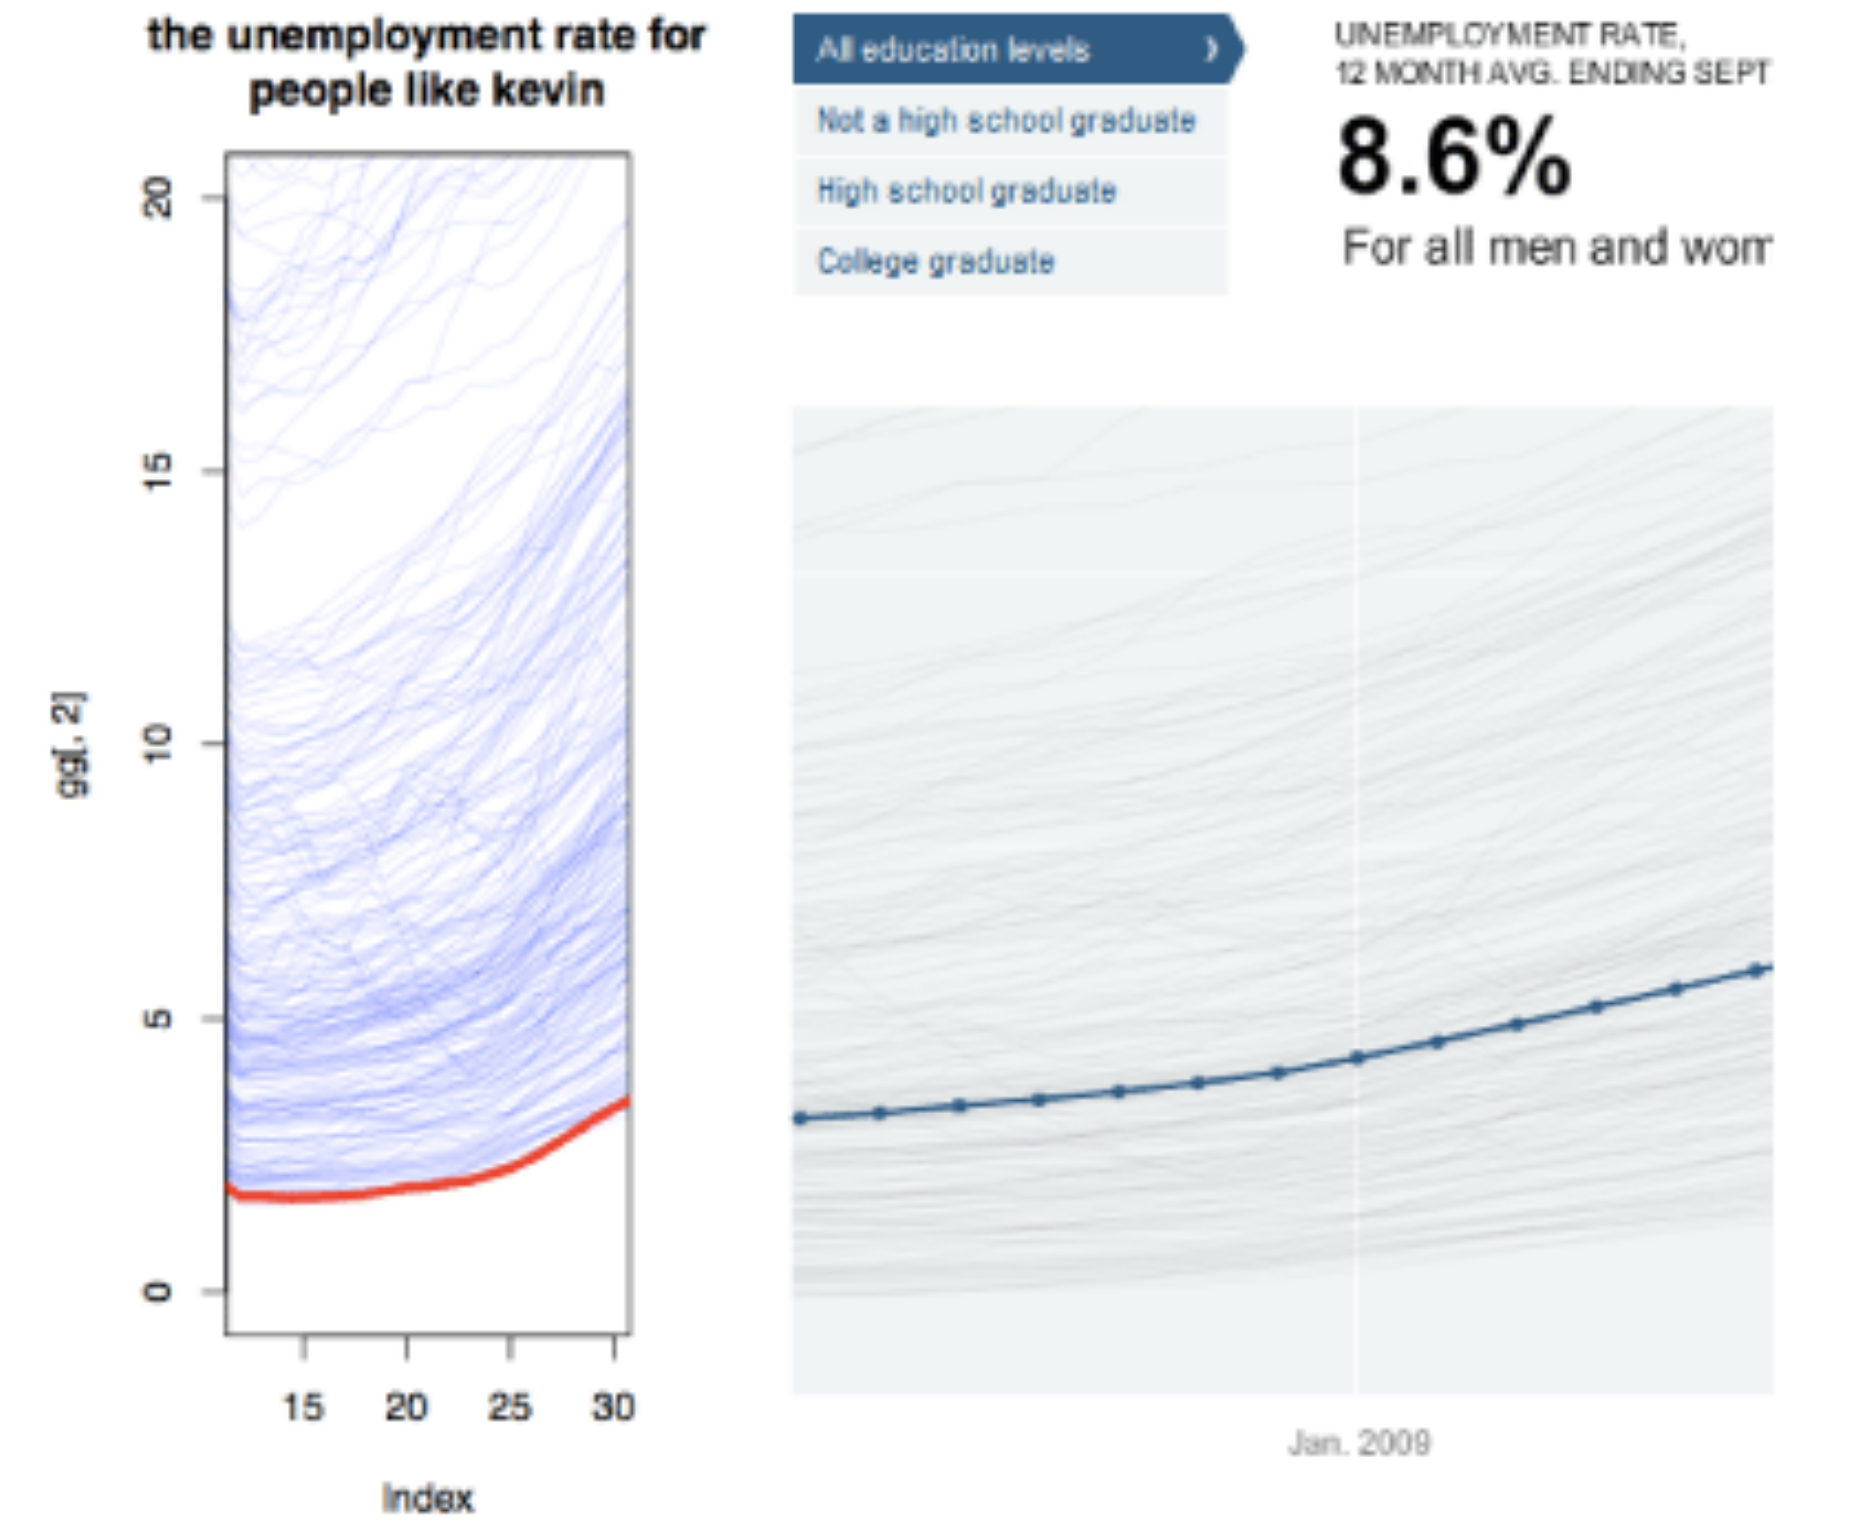 the unemployment rate for
people like kevin
20
15
10
5
0
gg[, 2]
15 20 25 30
Index
All education levels
Not a high school graduate
High school graduate
College graduate
UNEMPLOYMENT RATE,
12 MONTH AVG. ENDING SEPT
8.6%
For all men and wom
Jan. 2009